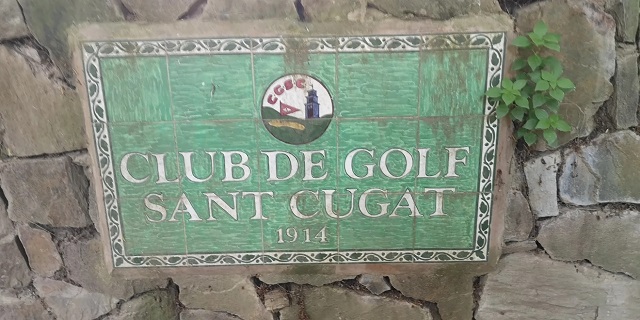 CGSC
CLUB DE GOLF
SANT CUGAT
1914